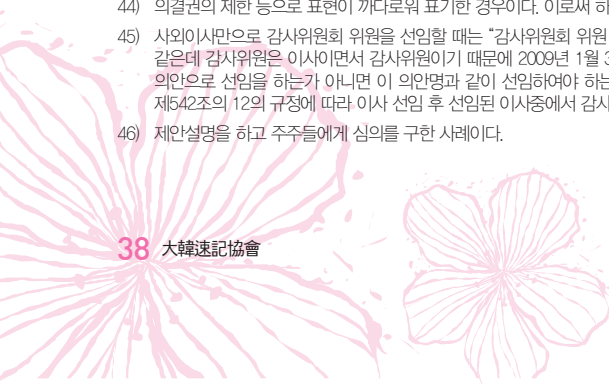 44) 의결권의 제한 등으로 표현이 까다로워 표기한 경우이다. 이로써 하
45) 사외이사만으로 감사위원회 위원을 선임할 때는 "감사위원회 위원
같은데 감사위원은 이사이면서 감사위원이기 때문에 2009년 1월 3
의안으로 선임을 하는가 아니면 이 의안명과 같이 선임하여야 하는
제542조의 12의 규정에 따라 이사 선임 후 선임된 이사중에서 감사
46) 제안설명을 하고 주주들에게 심의를 구한 사례이다.
38 大韓速記協會